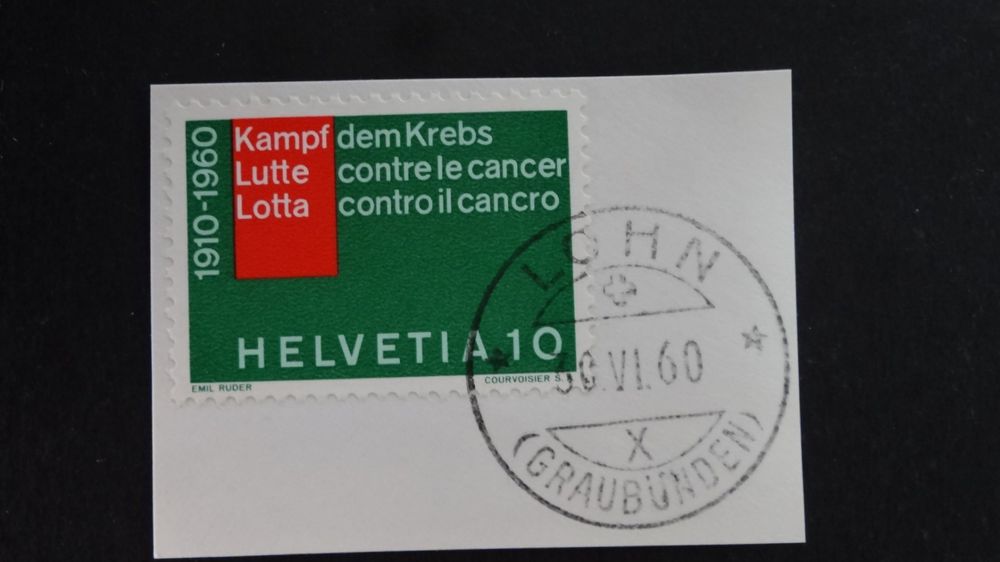 1910-1960
Kampf dem Krebs
Lutte contre le cancer
Lotta contro il cancro
HELVETIA 10
EMIL RUDER
COURVOISIER S.
LOHN
30.VI.60
X
(GRAUBÜNDEN)